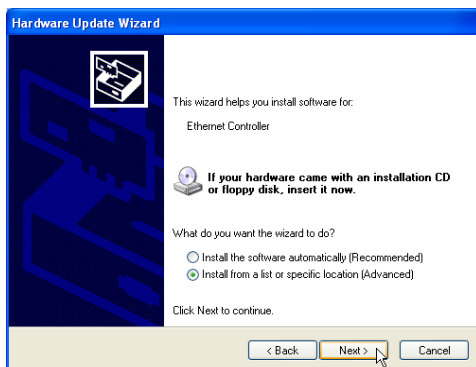 Hardware Update Wizard
This wizard helps you install software for:
Ethernet Controller
If your hardware came with an installation CD
or floppy disk, insert it now.
What do you want the wizard to do?
Install the software automatically (Recommended)
Install from a list or specific location (Advanced)
Click Next to continue.
< Back Next > Cancel